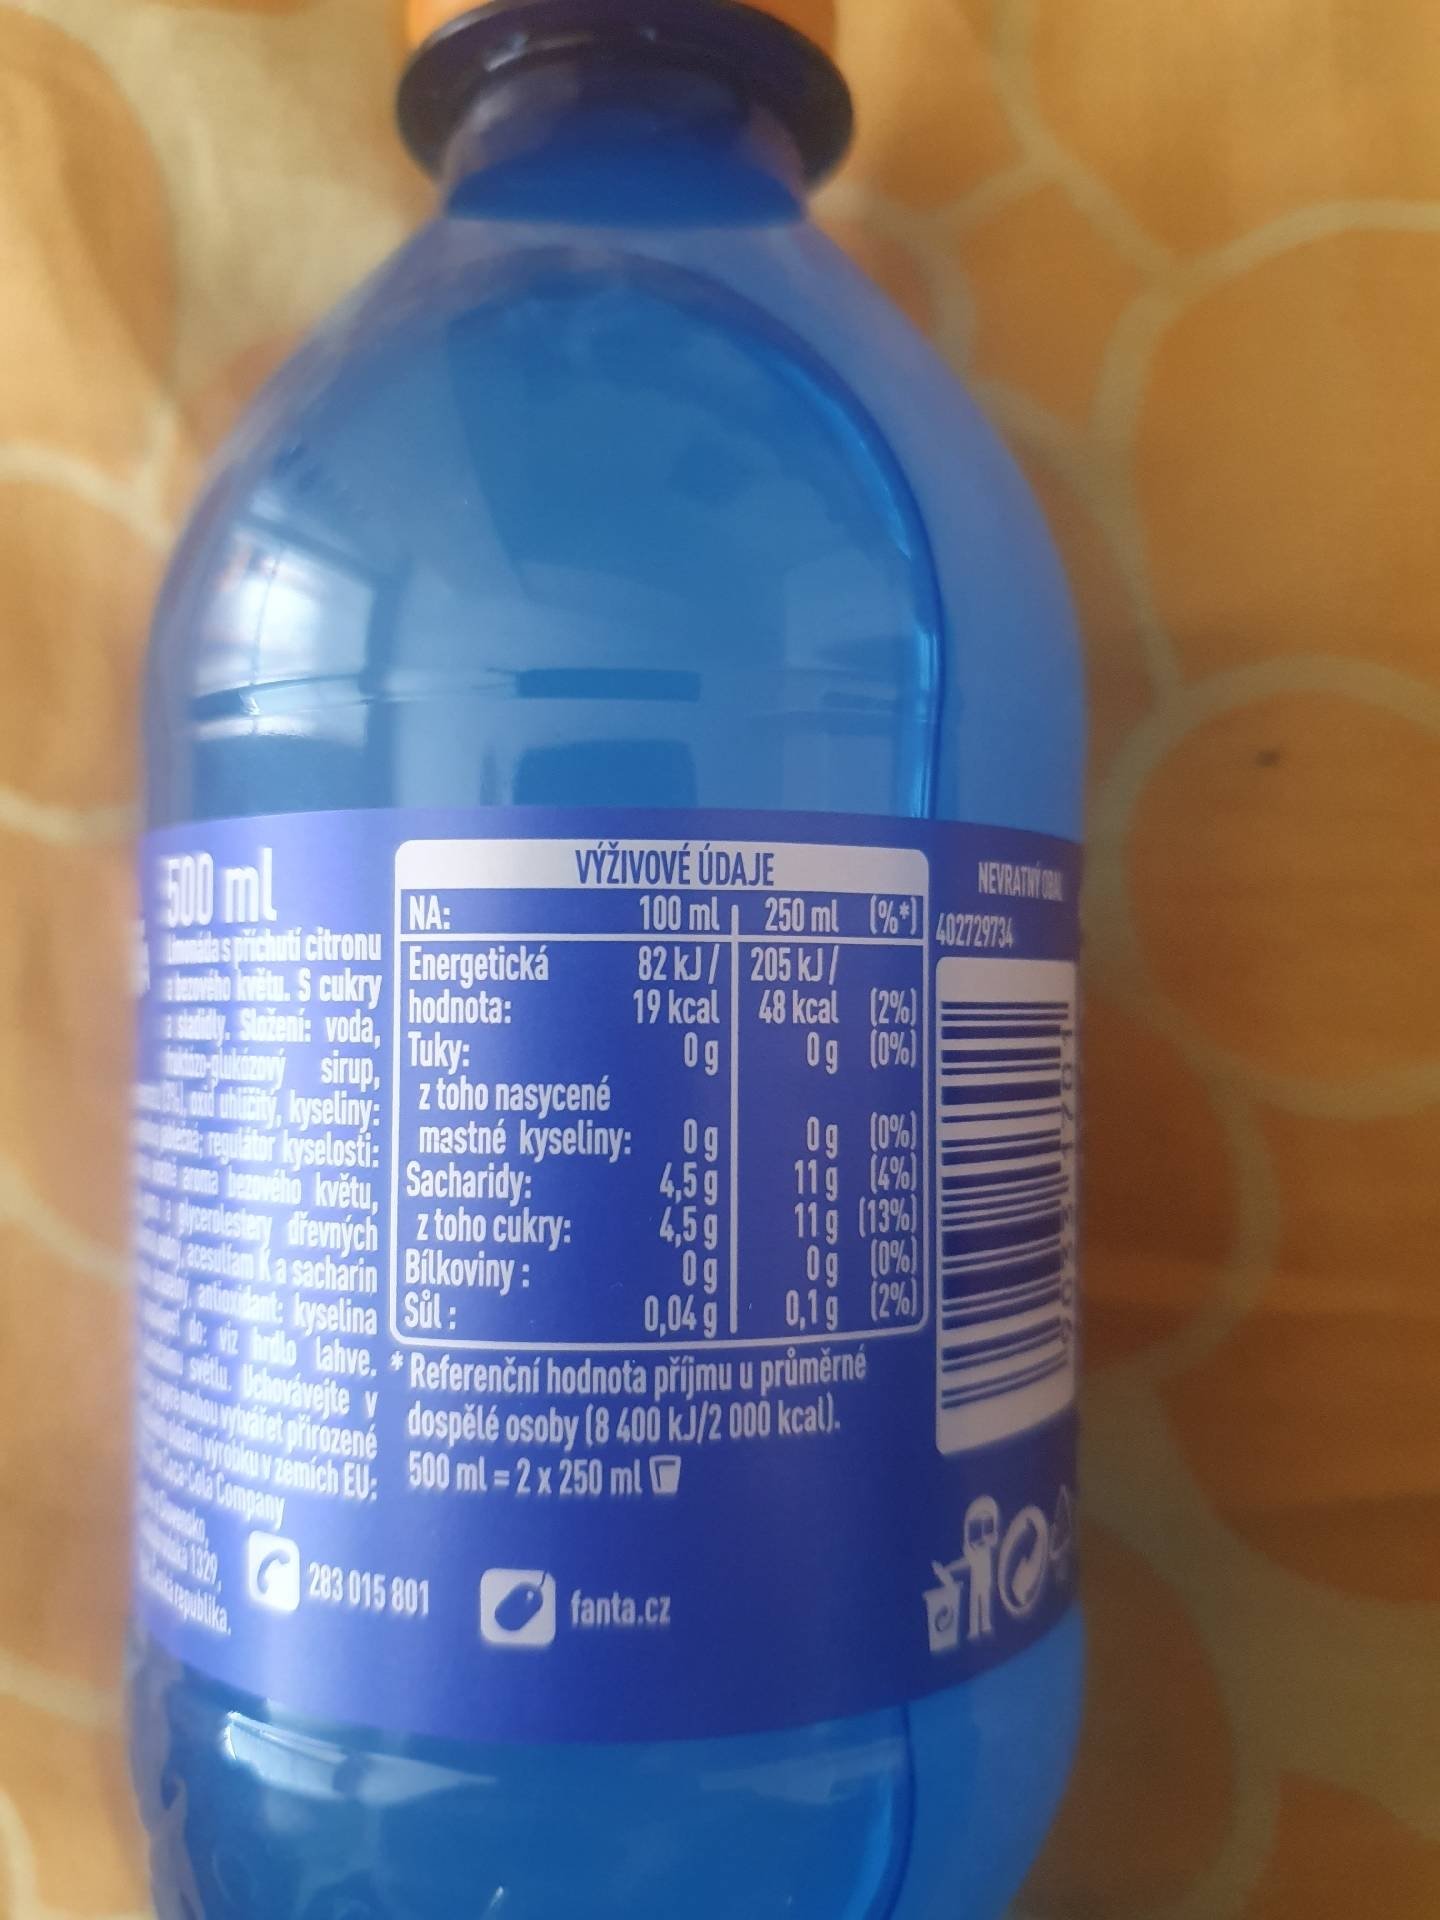 500 ml
Limonáda s příchutí citronu
a bezového květu. S cukry
a sladidly. Složení: voda,
fruktózo-glukózový sirup,
oxid uhličitý, kyseliny:
jablečná; regulátor kyselosti:
aroma bezového květu,
a glycerolestery dřevných
acesulfam K a sacharin
antioxidant: kyselina
do: viz hrdlo lahve.
světlu. Uchovávejte v
mohou vytvářet přirozené
výrobku v zemích EU:
Coca-Cola Company
Slovensko,
1329,
republika.
283 015 801
fanta.cz
VÝŽIVOVÉ ÚDAJE
NA: 100 ml 250 ml (%*)
Energetická 82 kJ/ 205 kJ/
hodnota: 19 kcal 48 kcal (2%)
Tuky: 0 g 0 g (0%)
z toho nasycené
mastné kyseliny: 0 g 0 g (0%)
Sacharidy: 4,5 g 11 g (4%)
z toho cukry: 4,5 g 11 g (13%)
Bílkoviny: 0 g 0 g (0%)
Sůl: 0,04 g 0,1 g (2%)
* Referenční hodnota příjmu u průměrné
dospělé osoby (8 400 kJ/2 000 kcal).
500 ml = 2 x 250 ml
NEVRATNÝ OBAL
402729734